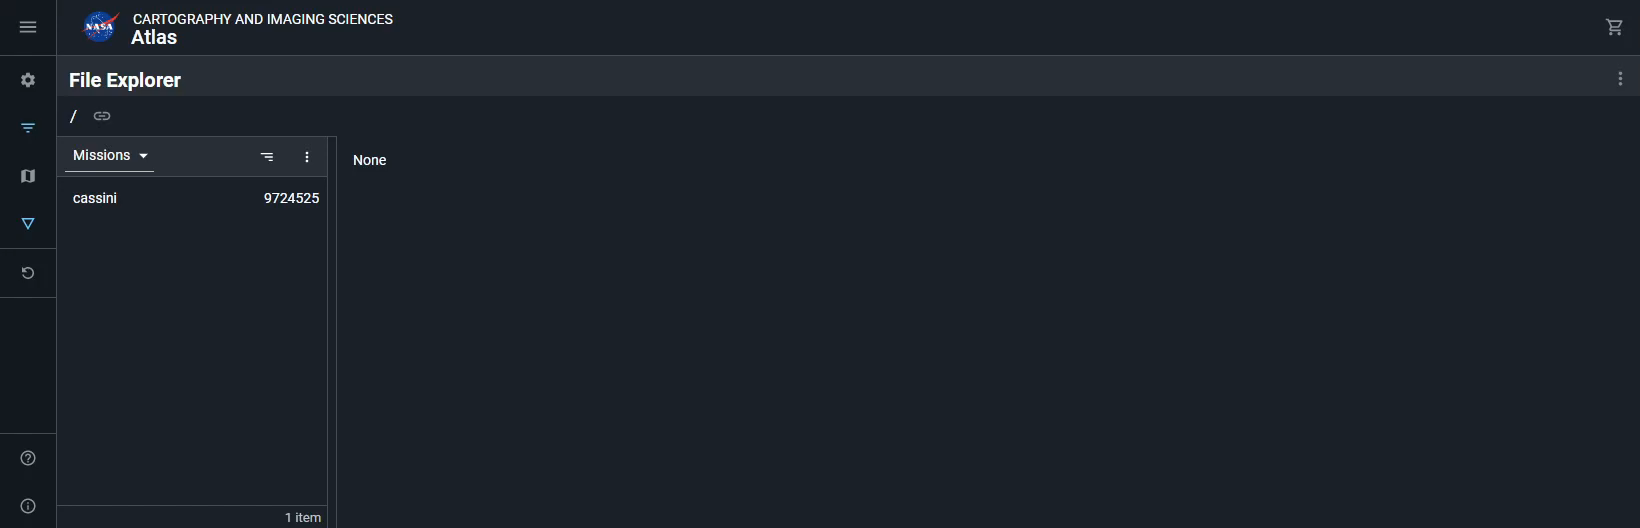 NASA
CARTOGRAPHY AND IMAGING SCIENCES
Atlas
File Explorer
/
Missions
None
cassini 9724525
1 item